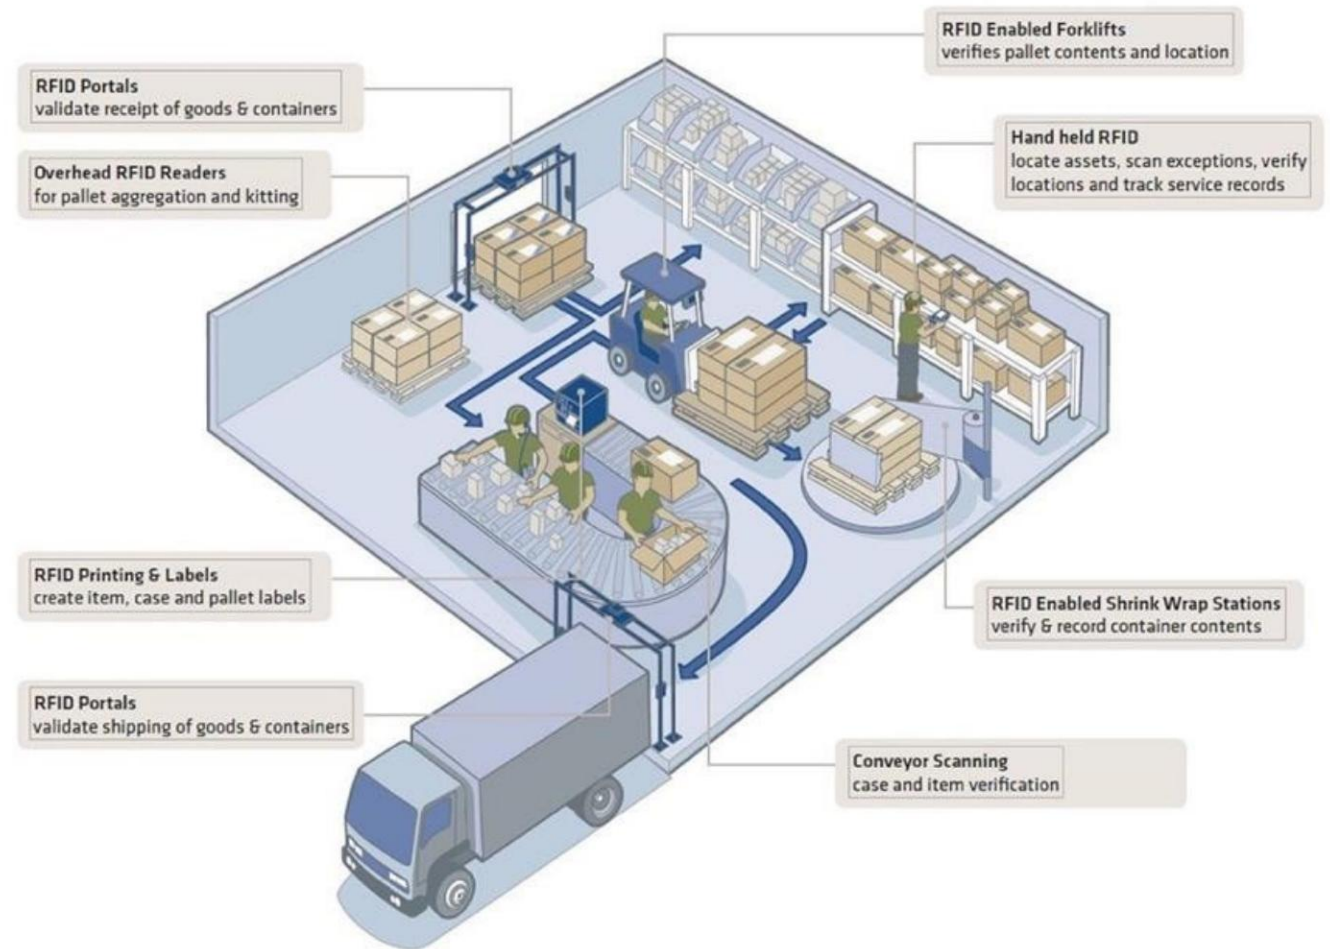 RFID Enabled Forklifts
verifies pallet contents and location
RFID Portals
validate receipt of goods & containers
Hand held RFID
locate assets, scan exceptions, verify
locations and track service records
Overhead RFID Readers
for pallet aggregation and kitting
RFID Printing & Labels
create item, case and pallet labels
RFID Enabled Shrink Wrap Stations
verify & record container contents
RFID Portals
validate shipping of goods & containers
Conveyor Scanning
case and item verification